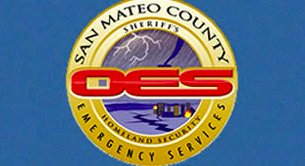 SAN MATEO COUNTY
SHERIFF'S
OES
HOMELAND SECURITY
EMERGENCY SERVICES